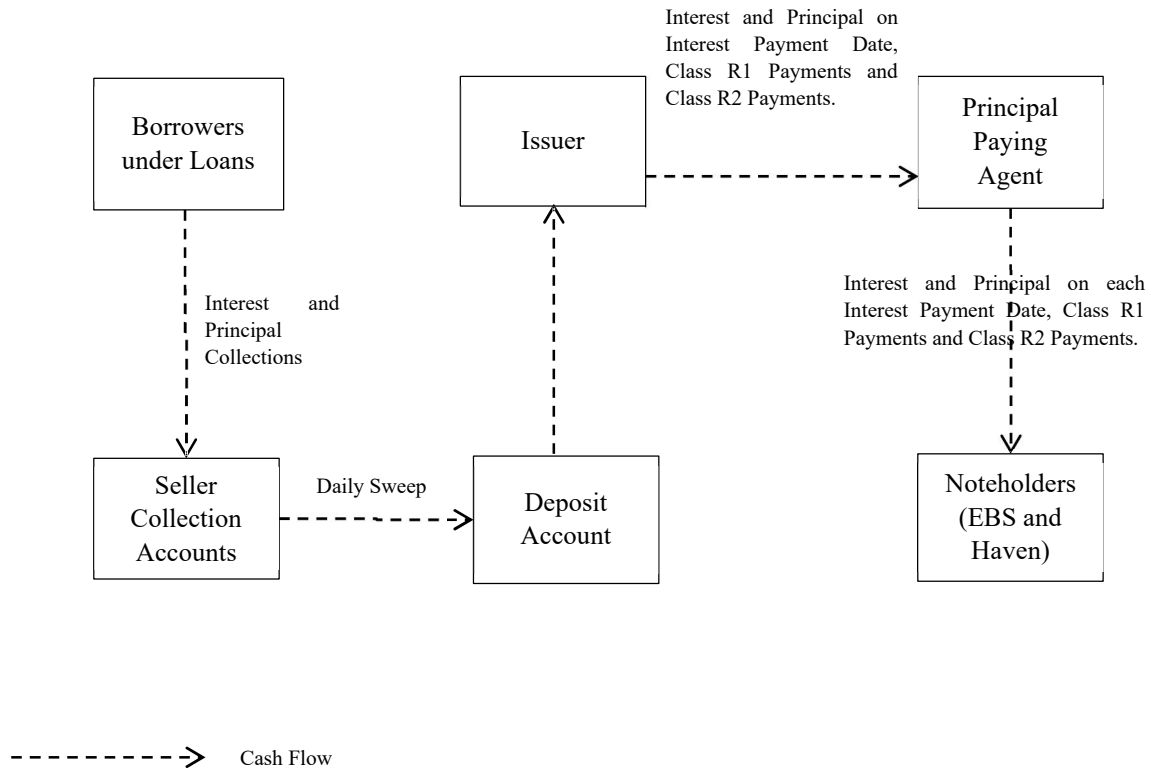 Interest and Principal on
Interest Payment Date,
Class R1 Payments and
Class R2 Payments.
Borrowers
under Loans
Issuer
Principal
Paying
Agent
Interest and
Principal
Collections
Interest and Principal on each
Interest Payment Date, Class R1
Payments and Class R2 Payments.
Seller
Collection
Accounts
Daily Sweep
Deposit
Account
Noteholders
(EBS and
Haven)
Cash Flow